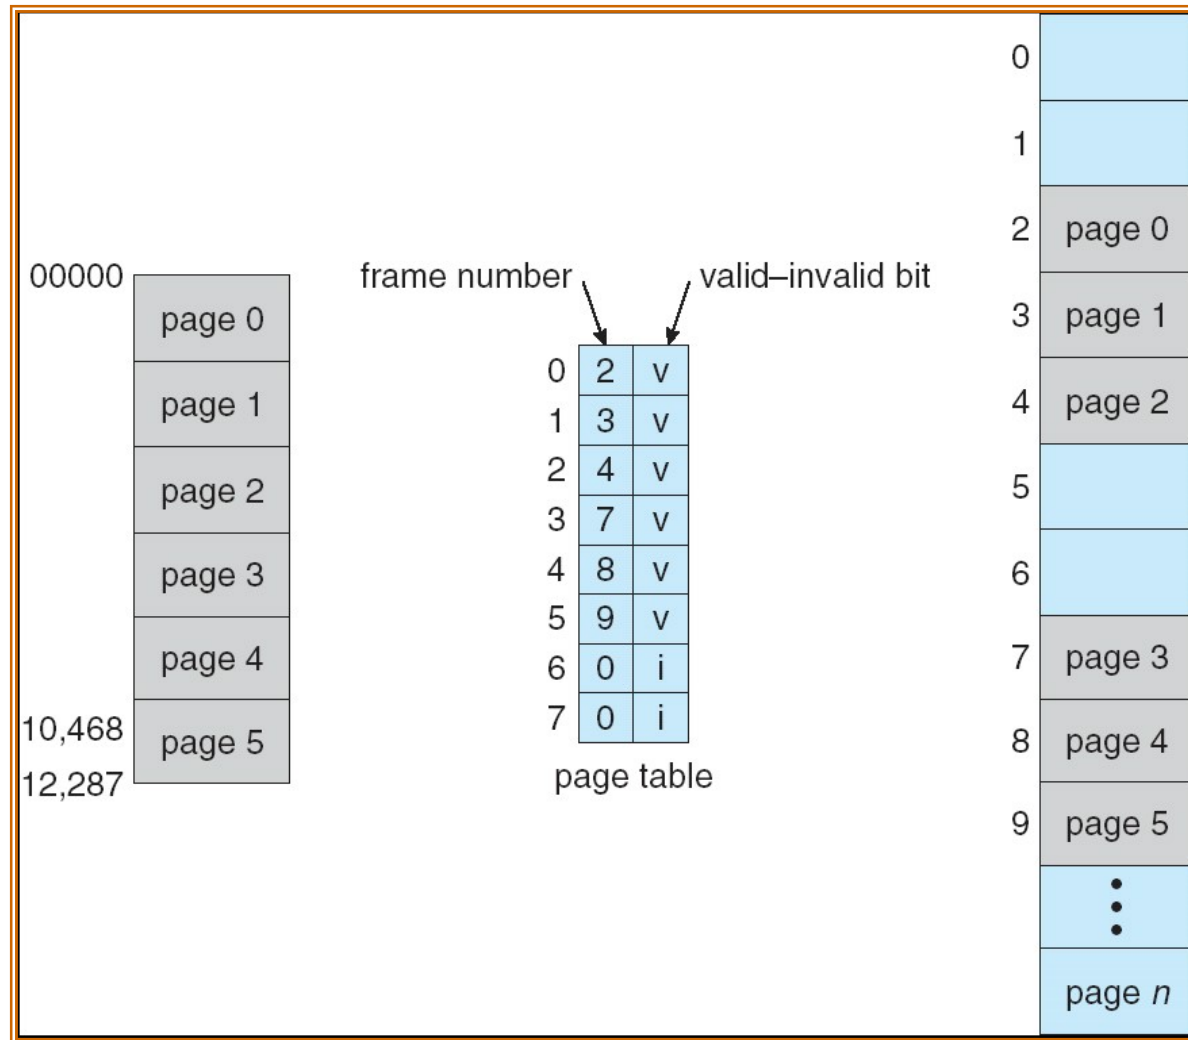 00000
page 0
page 1
page 2
page 3
page 4
10,468
page 5
12,287
frame number
valid–invalid bit
0 2 v
1 3 v
2 4 v
3 7 v
4 8 v
5 9 v
6 0 i
7 0 i
page table
0
1
2 page 0
3 page 1
4 page 2
5
6
7 page 3
8 page 4
9 page 5
page n